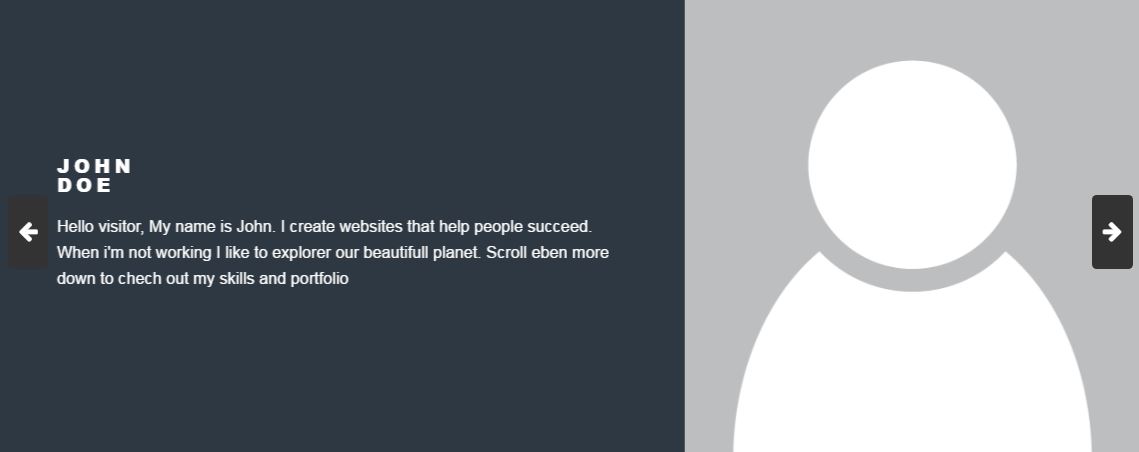 JOHN
DOE
Hello visitor, My name is John. I create websites that help people succeed.
When i'm not working I like to explorer our beautifull planet. Scroll eben more
down to chech out my skills and portfolio